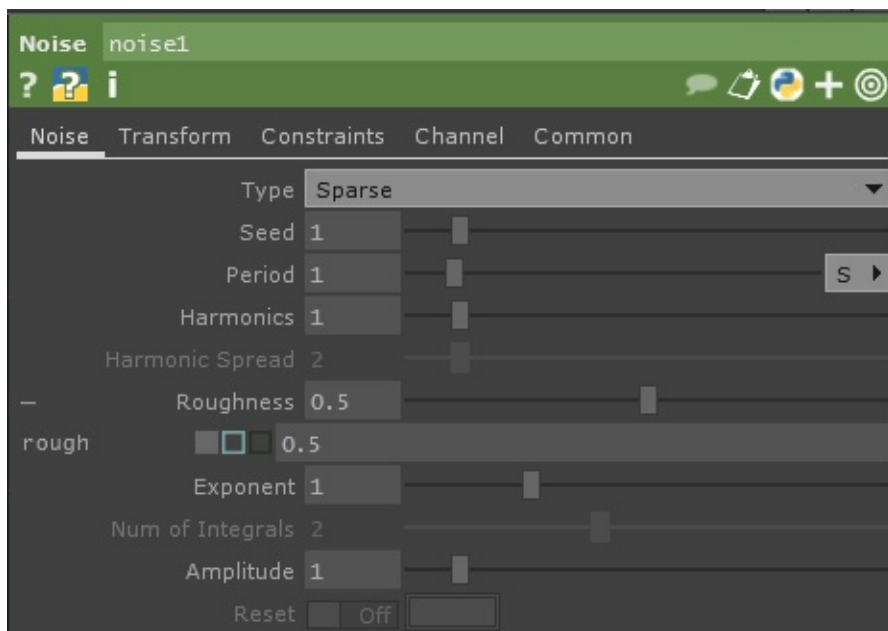 Noise noise1
? ? i
Noise Transform Constraints Channel Common
Type Sparse
Seed 1
Period 1 S
Harmonics 1
Harmonic Spread 2
– Roughness 0.5
rough 0.5
Exponent 1
Num of Integrals 2
Amplitude 1
Reset Off